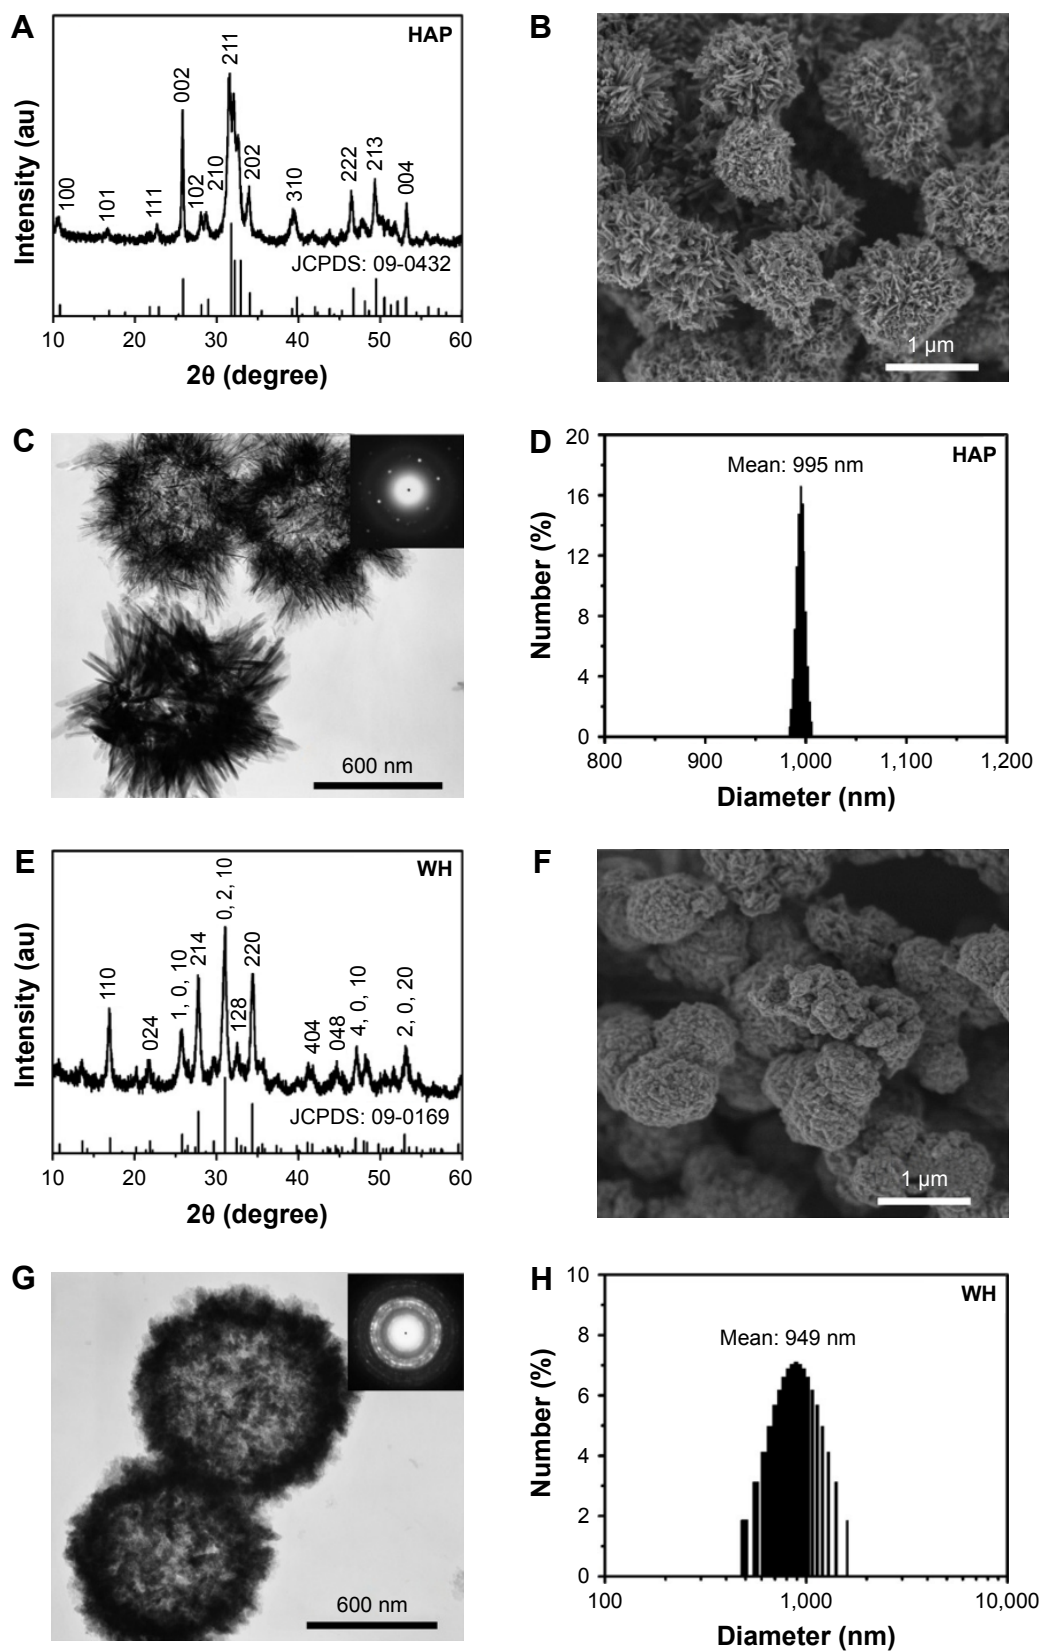 A
HAP
Intensity (au)
100
101
111
002
102
210
211
202
310
222
213
004
JCPDS: 09-0432
10 20 30 40 50 60
2θ (degree)
B
1 µm
C
600 nm
D
HAP
Mean: 995 nm
Number (%)
20
16
12
8
4
0
800 900 1,000 1,100 1,200
Diameter (nm)
E
WH
Intensity (au)
110
024
1, 0, 10
214
0, 2, 10
128
220
404
048
4, 0, 10
2, 0, 20
JCPDS: 09-0169
10 20 30 40 50 60
2θ (degree)
F
1 µm
G
600 nm
H
WH
Mean: 949 nm
Number (%)
10
8
6
4
2
0
100 1,000 10,000
Diameter (nm)